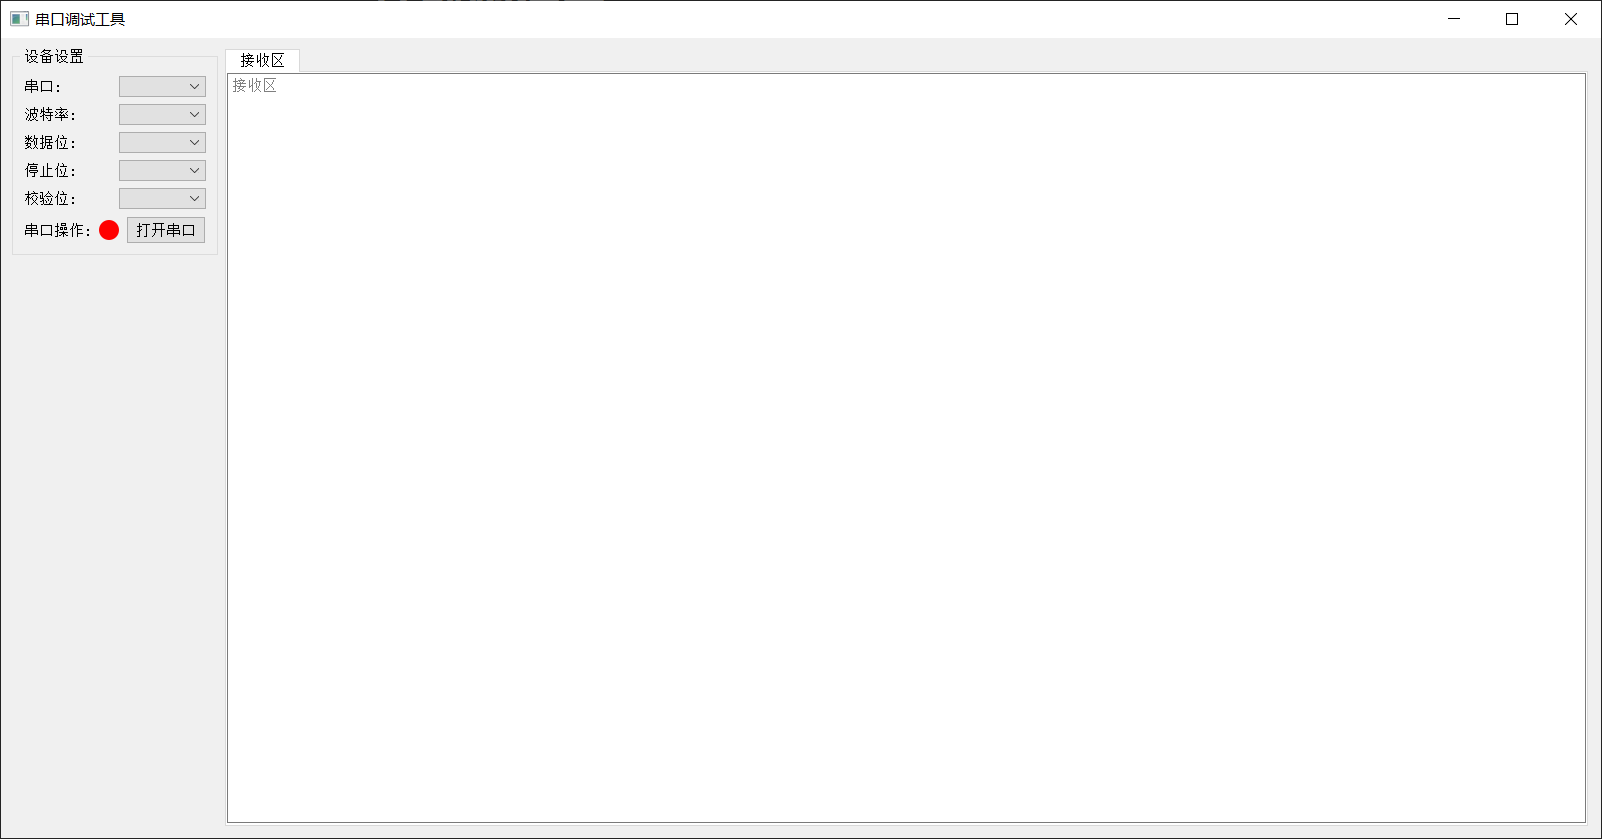 串口调试工具
设备设置
串口:
波特率:
数据位:
停止位:
校验位:
串口操作: 打开串口
接收区
接收区